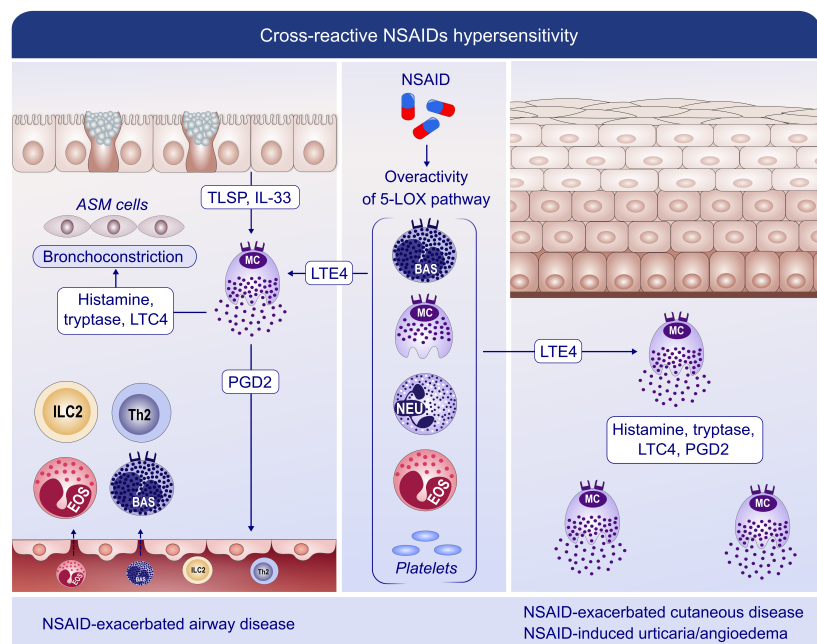 Cross-reactive NSAIDs hypersensitivity
TLSP, IL-33
ASM cells
Bronchoconstriction
MC
Histamine,
tryptase, LTC4
PGD2
ILC2
Th2
EOS
BAS
EOS
BAS
ILC2
Th2
NSAID-exacerbated airway disease
NSAID
Overactivity
of 5-LOX pathway
LTE4
BAS
MC
NEU
EOS
Platelets
LTE4
MC
Histamine, tryptase,
LTC4, PGD2
MC
MC
NSAID-exacerbated cutaneous disease
NSAID-induced urticaria/angioedema